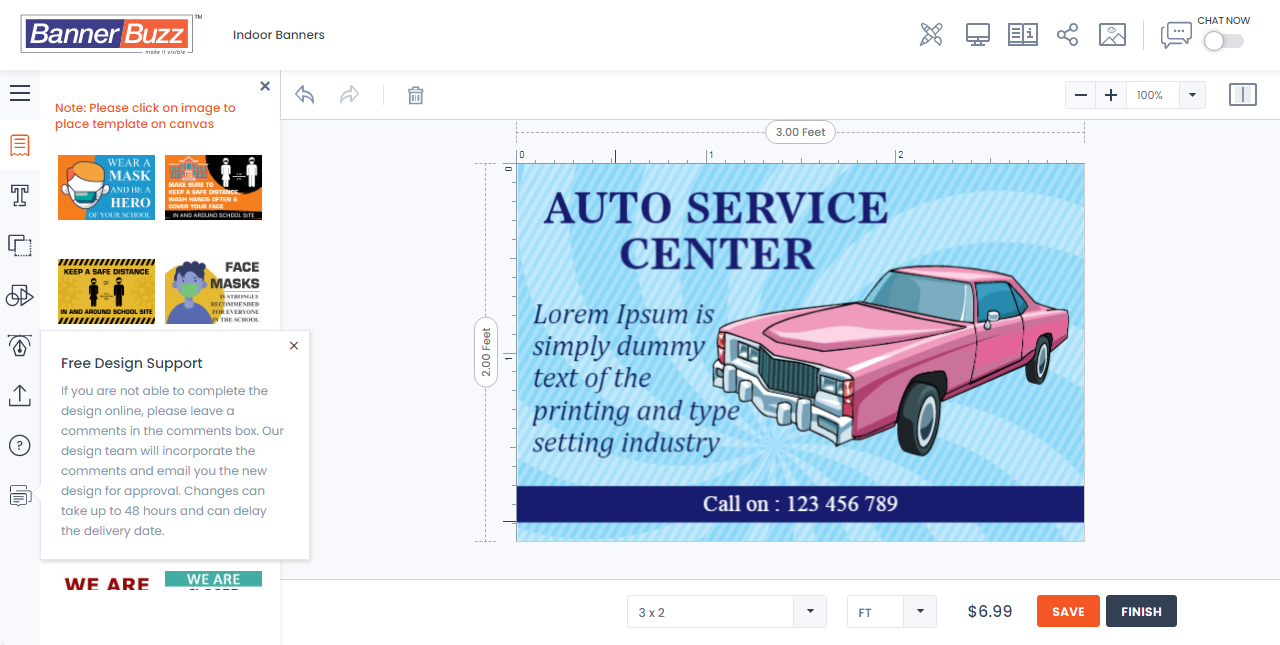 BannerBuzz
TM
make it visible
Indoor Banners
CHAT NOW
Note: Please click on image to
place template on canvas
WEAR A
MASK
AND BE A
HERO
OF YOUR SCHOOL
MAKE SURE TO
KEEP A SAFE DISTANCE,
WASH HANDS OFTEN &
COVER YOUR FACE
IN AND AROUND SCHOOL SITE
KEEP A SAFE DISTANCE
IN AND AROUND SCHOOL SITE
FACE
MASKS
IS STRONGLY
RECOMMENDED
FOR EVERYONE
IN THE SCHOOL
Free Design Support
If you are not able to complete the
design online, please leave a
comments in the comments box. Our
design team will incorporate the
comments and email you the new
design for approval. Changes can
take up to 48 hours and can delay
the delivery date.
WE ARE
WE ARE
100%
3.00 Feet
0
1
2
0
1
2.00 Feet
AUTO SERVICE
CENTER
Lorem Ipsum is
simply dummy
text of the
printing and type
setting industry
Call on : 123 456 789
3 x 2
FT
$6.99
SAVE
FINISH